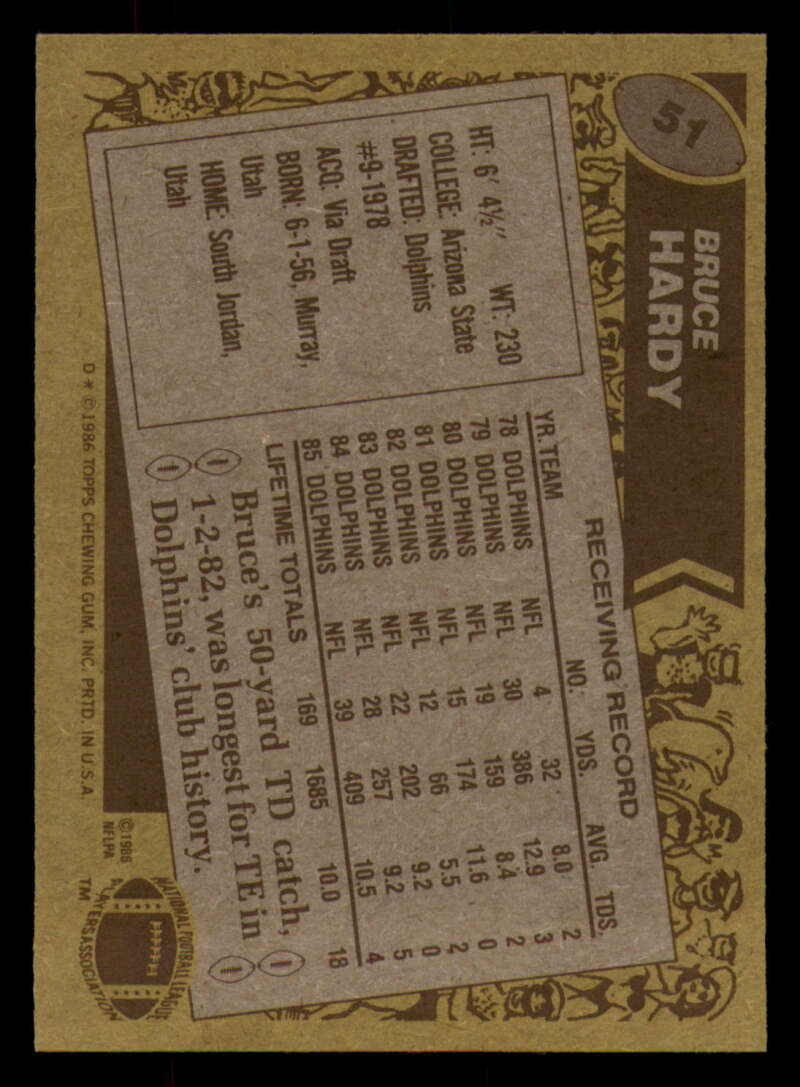 51
BRUCE
HARDY
HT: 6' 4½" WT: 230
COLLEGE: Arizona State
DRAFTED: Dolphins
#9-1978
ACQ: Via Draft
BORN: 6-1-56, Murray,
Utah
HOME: South Jordan,
Utah
RECEIVING RECORD
YR. TEAM NO. YDS. AVG. TDS.
78 DOLPHINS NFL 4 32 8.0 2
79 DOLPHINS NFL 30 386 12.9 3
80 DOLPHINS NFL 19 159 8.4 2
81 DOLPHINS NFL 15 174 11.6 0
82 DOLPHINS NFL 12 66 5.5 2
83 DOLPHINS NFL 22 202 9.2 0
84 DOLPHINS NFL 28 257 9.2 5
85 DOLPHINS NFL 39 409 10.5 4
LIFETIME TOTALS 169 1685 10.0 18
Bruce's 50-yard TD catch,
1-2-82, was longest for TE in
Dolphins' club history.
D * © 1986 TOPPS CHEWING GUM, INC. PRTD. IN U.S.A.
© 1986
NFLPA
NATIONAL FOOTBALL LEAGUE
PLAYERS ASSOCIATION
TM